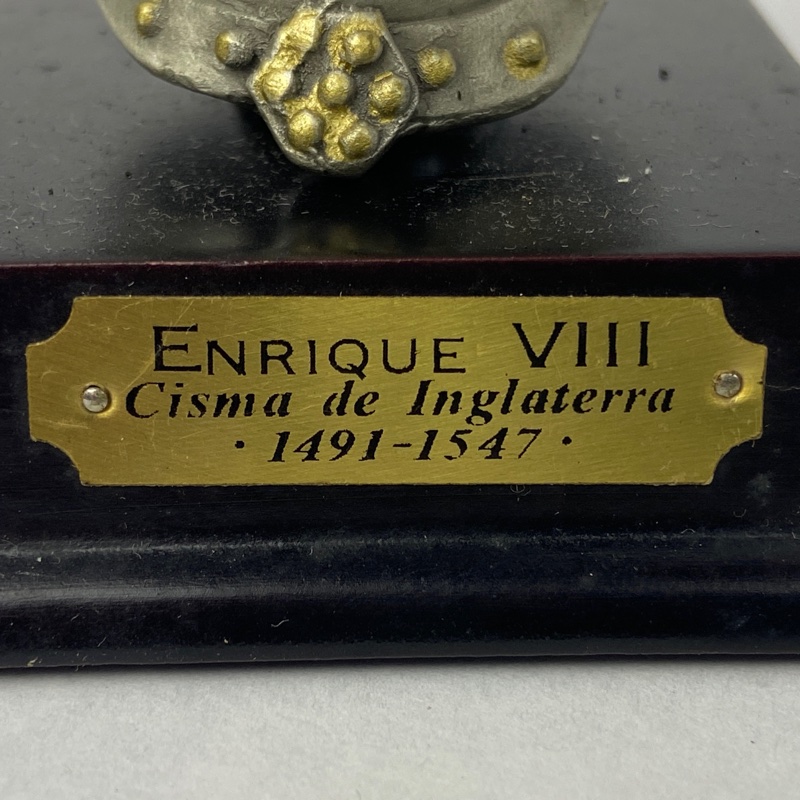 ENRIQUE VIII
Cisma de Inglaterra
· 1491-1547 ·